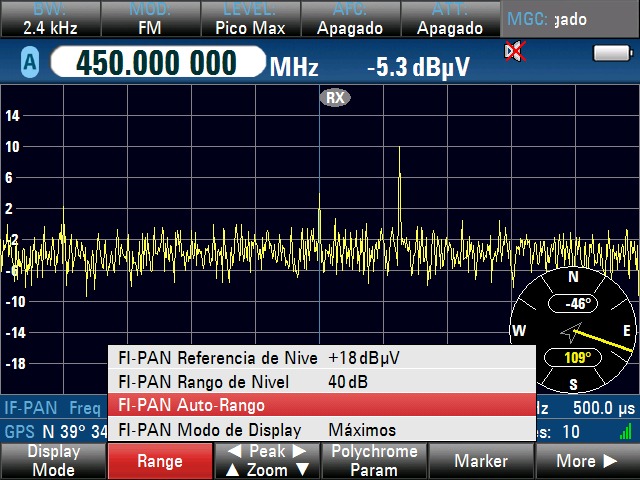 BW: MOD: LEVEL: AFC: ATT: MGC: gado
2.4 kHz FM Pico Max Apagado Apagado
A 450.000 000 MHz -5.3 dBµV
RX
14
10
6
2
-2
-6
-10
-14
-18
N
-46°
W E
109°
S
FI-PAN Referencia de Nive +18 dBµV
FI-PAN Rango de Nivel 40 dB
FI-PAN Auto-Rango
FI-PAN Modo de Display Máximos
IF-PAN Freq Hz 500.0 µs
GPS N 39° 34 es: 10
Display Mode
Range
◄ Peak ►
▲ Zoom ▼
Polychrome Param
Marker
More ►